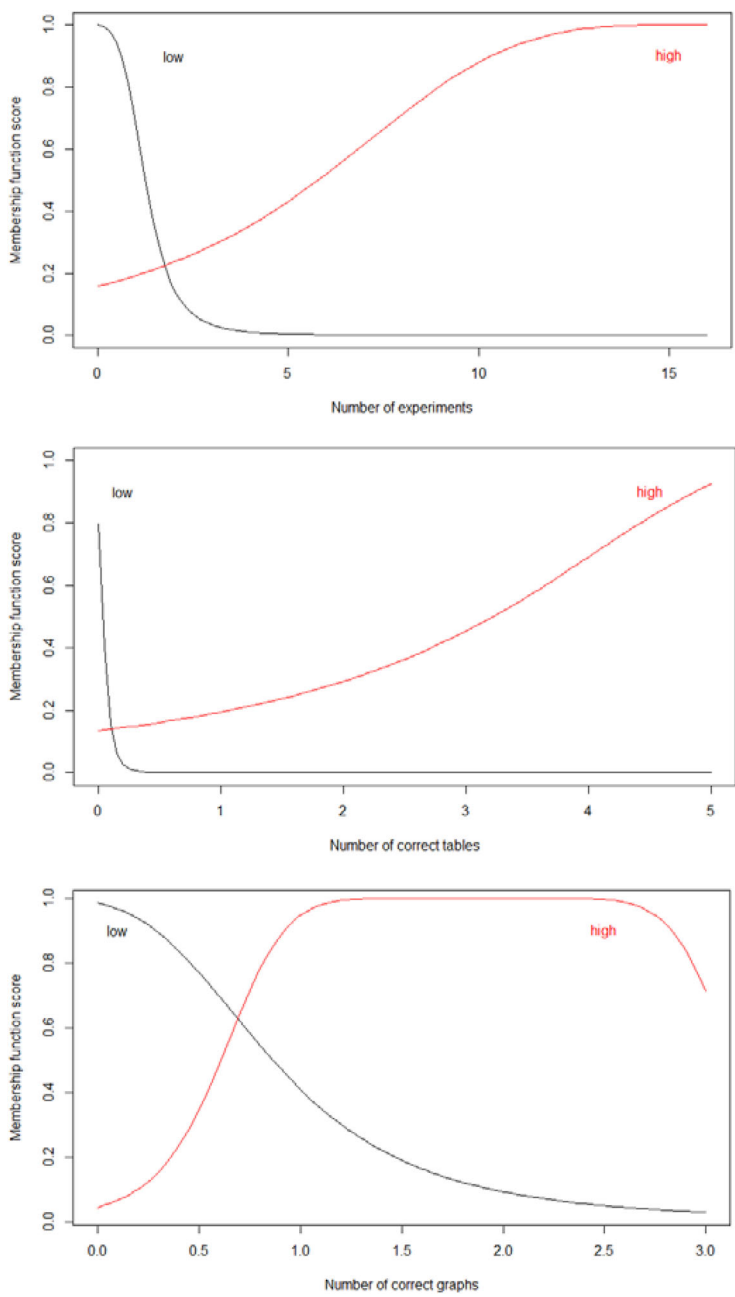 low
high
Membership function score
1.0
0.8
0.6
0.4
0.2
0.0
0 5 10 15
Number of experiments
low
high
Membership function score
1.0
0.8
0.6
0.4
0.2
0.0
0 1 2 3 4 5
Number of correct tables
low
high
Membership function score
1.0
0.8
0.6
0.4
0.2
0.0
0.0 0.5 1.0 1.5 2.0 2.5 3.0
Number of correct graphs